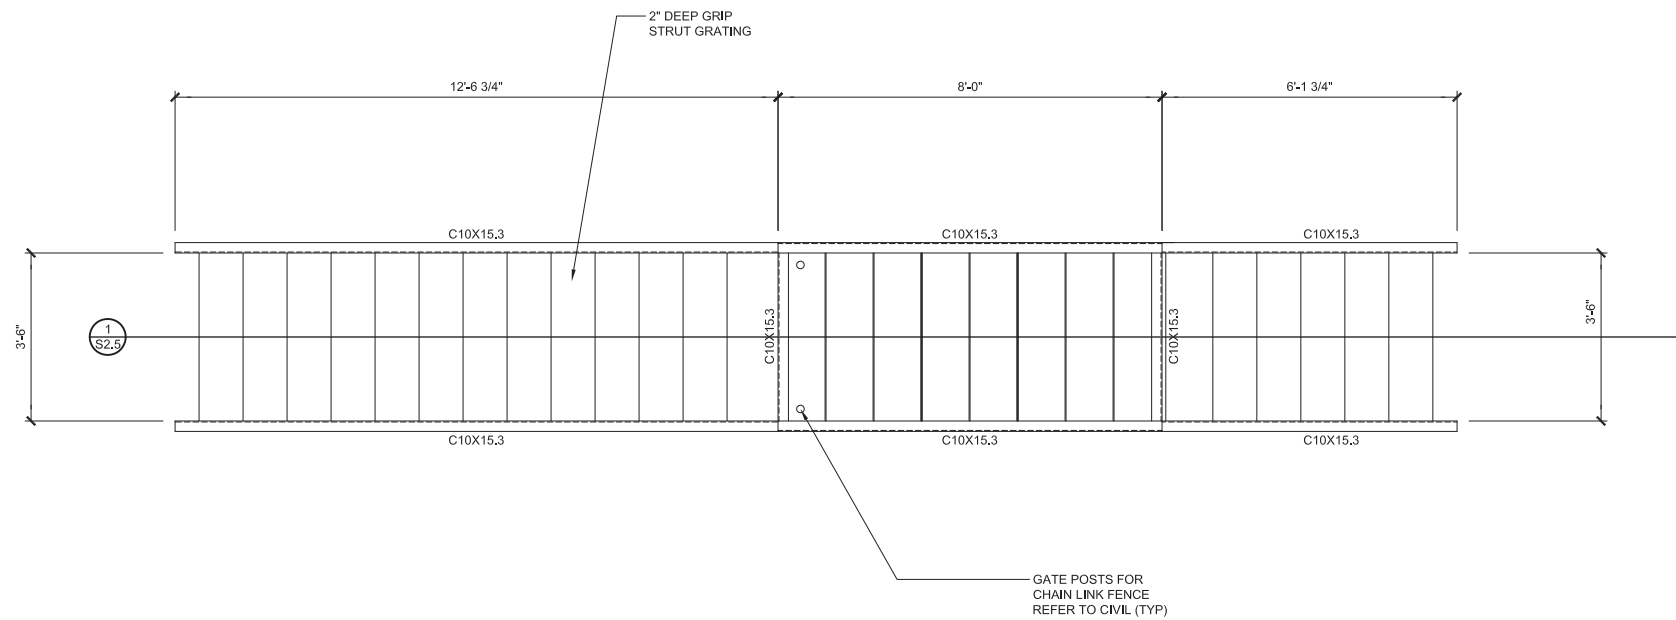 2" DEEP GRIP
STRUT GRATING
12'-6 3/4"
8'-0"
6'-1 3/4"
C10X15.3
C10X15.3
C10X15.3
3'-6"
1
S2.5
C10X15.3
C10X15.3
3'-6"
C10X15.3
C10X15.3
C10X15.3
GATE POSTS FOR
CHAIN LINK FENCE
REFER TO CIVIL (TYP)